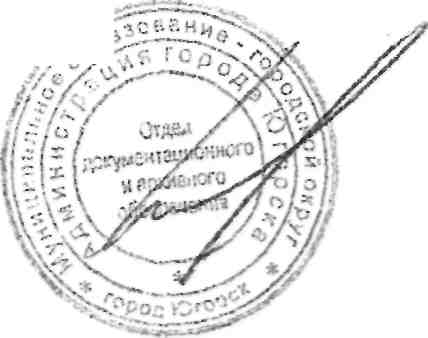 Муниципальное образование - городской округ
* город Югорск *
Администрация города Югорска
*
Отдел
документационного
и архивного
обеспечения